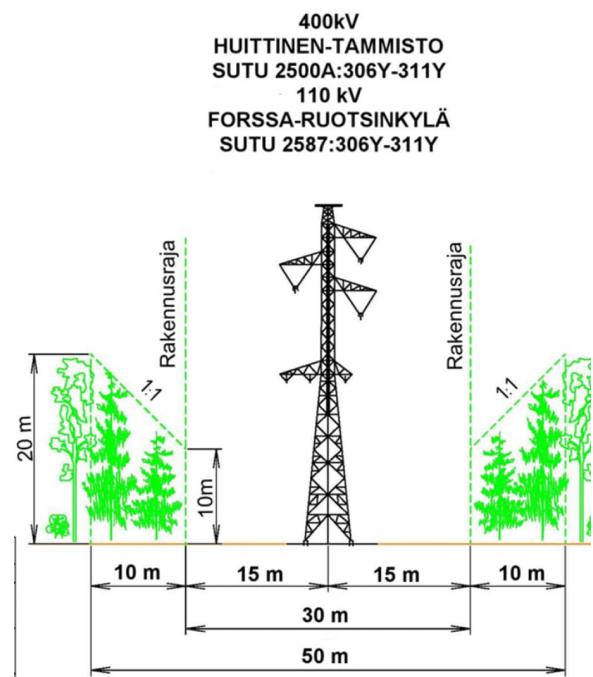 400kV
HUITTINEN-TAMMISTO
SUTU 2500A:306Y-311Y
110 kV
FORSSA-RUOTSINKYLÄ
SUTU 2587:306Y-311Y
Rakennusraja
Rakennusraja
1:1
1:1
20 m
10m
10 m
15 m
15 m
10 m
30 m
50 m